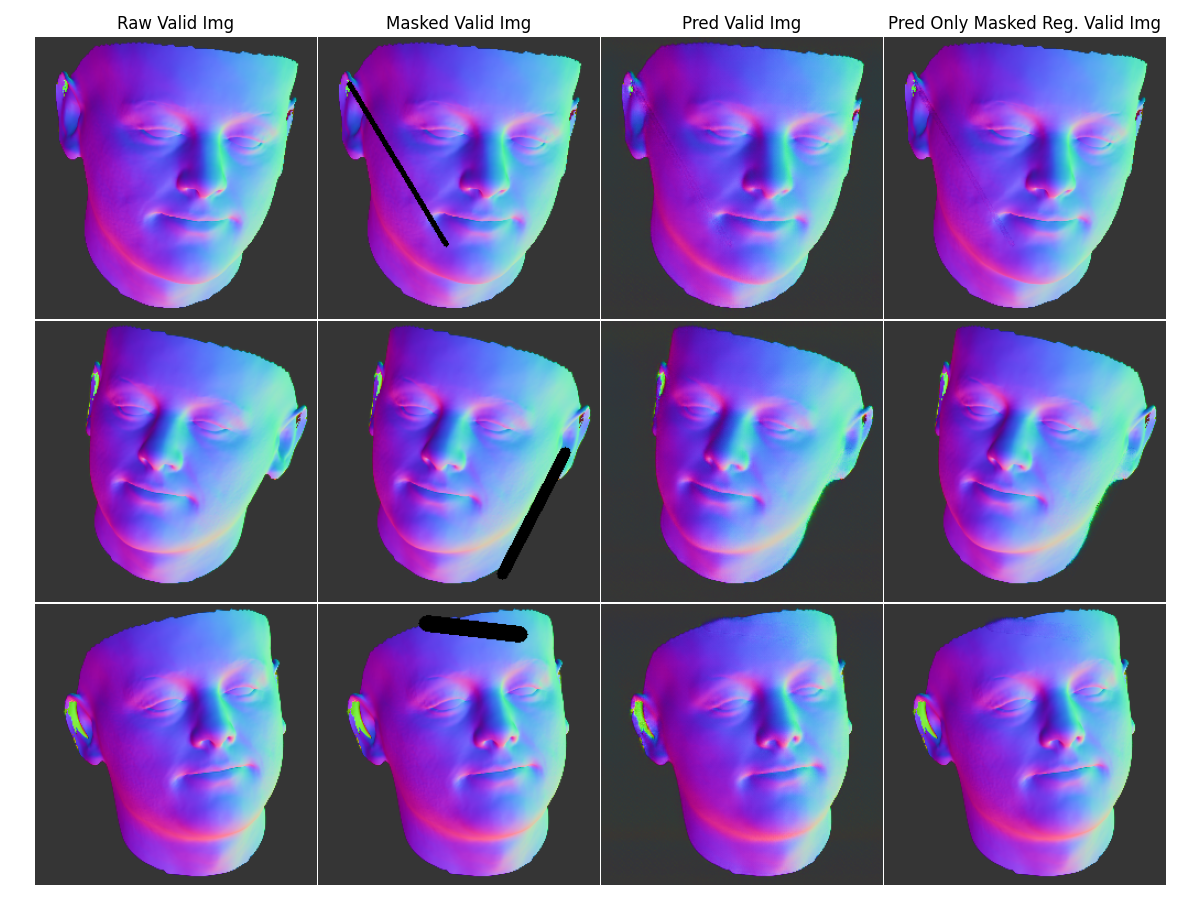 Raw Valid Img
Masked Valid Img
Pred Valid Img
Pred Only Masked Reg. Valid Img